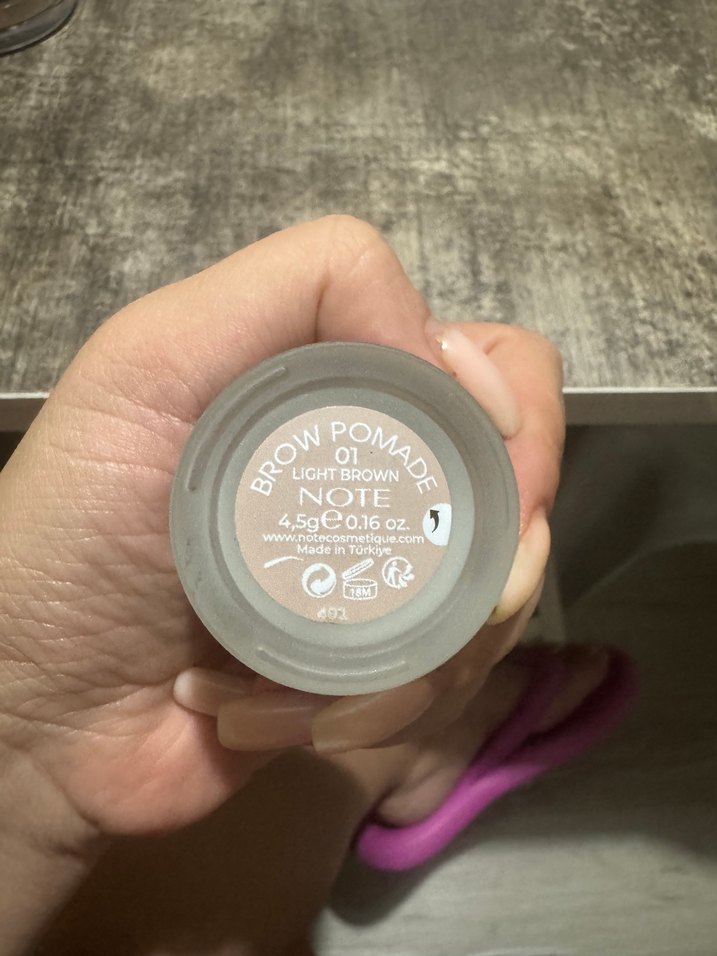 BROW POMADE
01
LIGHT BROWN
NOTE
4,5g e 0.16 oz.
www.notecosmetique.com
Made in Türkiye
18M